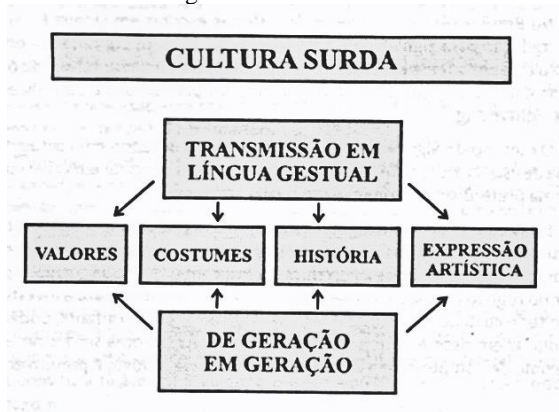 CULTURA SURDA
TRANSMISSÃO EM
LÍNGUA GESTUAL
VALORES
COSTUMES
HISTÓRIA
EXPRESSÃO
ARTÍSTICA
DE GERAÇÃO
EM GERAÇÃO